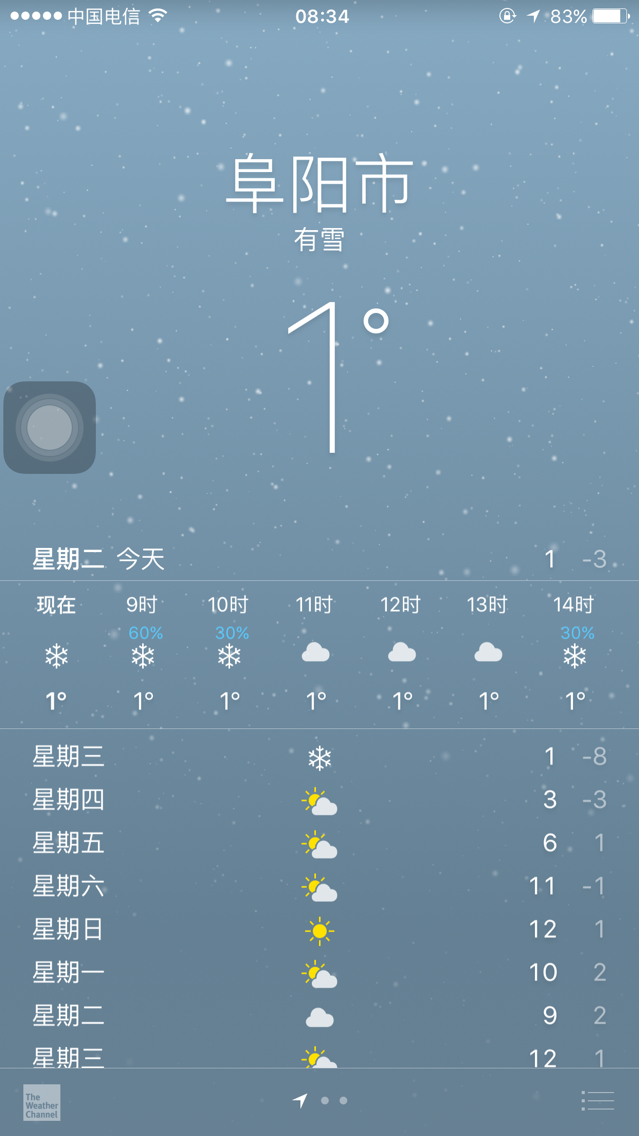 中国电信 08:34 83%
阜阳市
有雪
1°
星期二 今天 1 -3
现在 9时 10时 11时 12时 13时 14时
60% 30% 30%
1° 1° 1° 1° 1° 1° 1°
星期三 1 -8
星期四 3 -3
星期五 6 1
星期六 11 -1
星期日 12 1
星期一 10 2
星期二 9 2
星期三 12 1
The
Weather
Channel